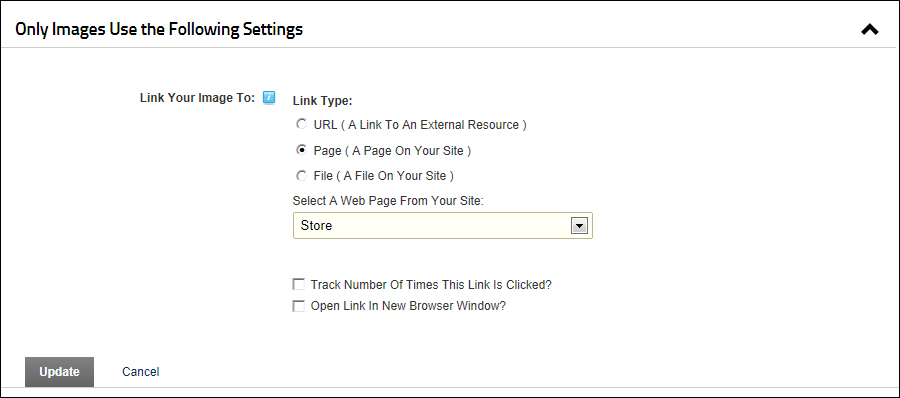 Only Images Use the Following Settings
Link Your Image To:
Link Type:
URL ( A Link To An External Resource )
Page ( A Page On Your Site )
File ( A File On Your Site )
Select A Web Page From Your Site:
Store
Track Number Of Times This Link Is Clicked?
Open Link In New Browser Window?
Update Cancel